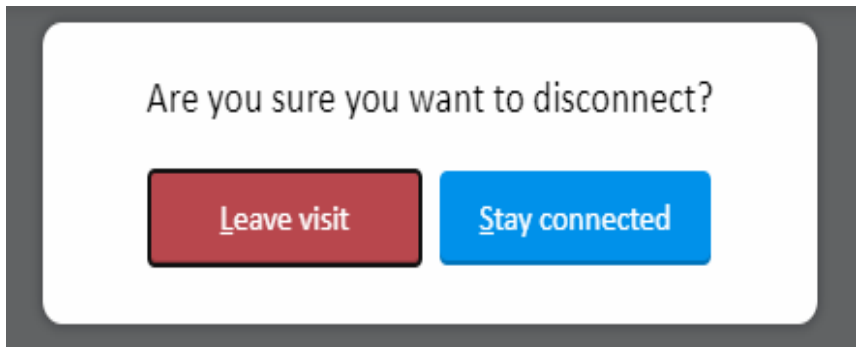 Are you sure you want to disconnect?
Leave visit
Stay connected